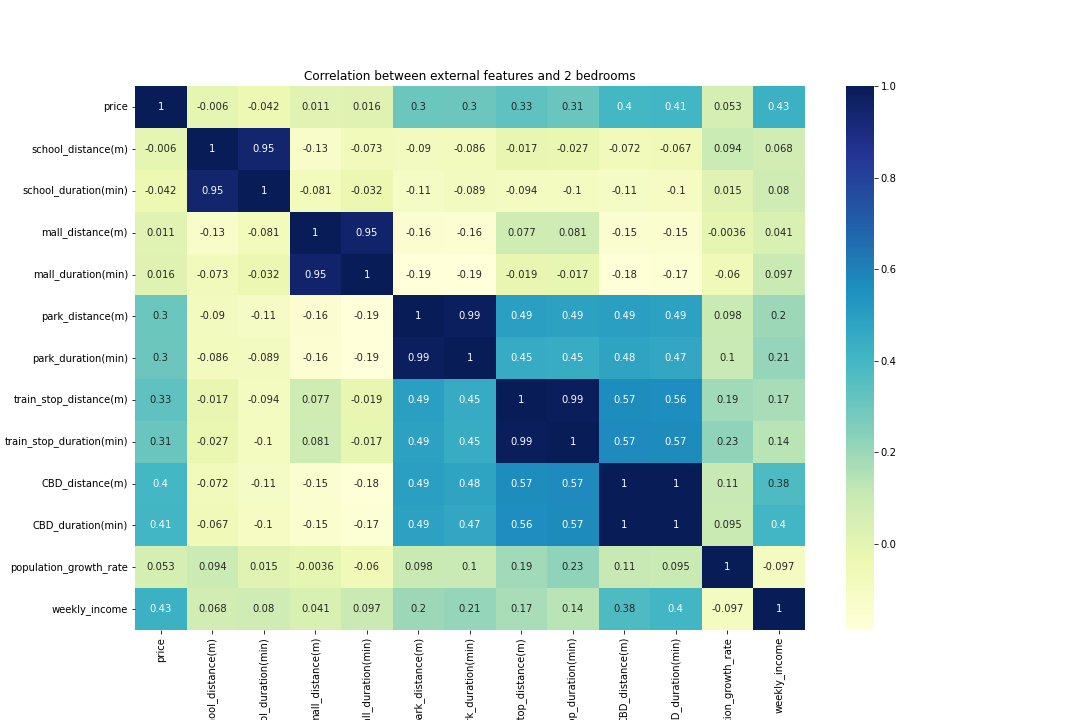 Correlation between external features and 2 bedrooms
price 1 -0.006 -0.042 0.011 0.016 0.3 0.3 0.33 0.31 0.4 0.41 0.053 0.43
school_distance(m) -0.006 1 0.95 -0.13 -0.073 -0.09 -0.086 -0.017 -0.027 -0.072 -0.067 0.094 0.068
school_duration(min) -0.042 0.95 1 -0.081 -0.032 -0.11 -0.089 -0.094 -0.1 -0.11 -0.1 0.015 0.08
mall_distance(m) 0.011 -0.13 -0.081 1 0.95 -0.16 -0.16 0.077 0.081 -0.15 -0.15 -0.0036 0.041
mall_duration(min) 0.016 -0.073 -0.032 0.95 1 -0.19 -0.19 -0.019 -0.017 -0.18 -0.17 -0.06 0.097
park_distance(m) 0.3 -0.09 -0.11 -0.16 -0.19 1 0.99 0.49 0.49 0.49 0.49 0.098 0.2
park_duration(min) 0.3 -0.086 -0.089 -0.16 -0.19 0.99 1 0.45 0.45 0.48 0.47 0.1 0.21
train_stop_distance(m) 0.33 -0.017 -0.094 0.077 -0.019 0.49 0.45 1 0.99 0.57 0.56 0.19 0.17
train_stop_duration(min) 0.31 -0.027 -0.1 0.081 -0.017 0.49 0.45 0.99 1 0.57 0.57 0.23 0.14
CBD_distance(m) 0.4 -0.072 -0.11 -0.15 -0.18 0.49 0.48 0.57 0.57 1 1 0.11 0.38
CBD_duration(min) 0.41 -0.067 -0.1 -0.15 -0.17 0.49 0.47 0.56 0.57 1 1 0.095 0.4
population_growth_rate 0.053 0.094 0.015 -0.0036 -0.06 0.098 0.1 0.19 0.23 0.11 0.095 1 -0.097
weekly_income 0.43 0.068 0.08 0.041 0.097 0.2 0.21 0.17 0.14 0.38 0.4 -0.097 1
price
ool_distance(m)
ol_duration(min)
mall_distance(m)
all_duration(min)
ark_distance(m)
rk_duration(min)
stop_distance(m)
op_duration(min)
CBD_distance(m)
D_duration(min)
tion_growth_rate
weekly_income
1.0
0.8
0.6
0.4
0.2
0.0